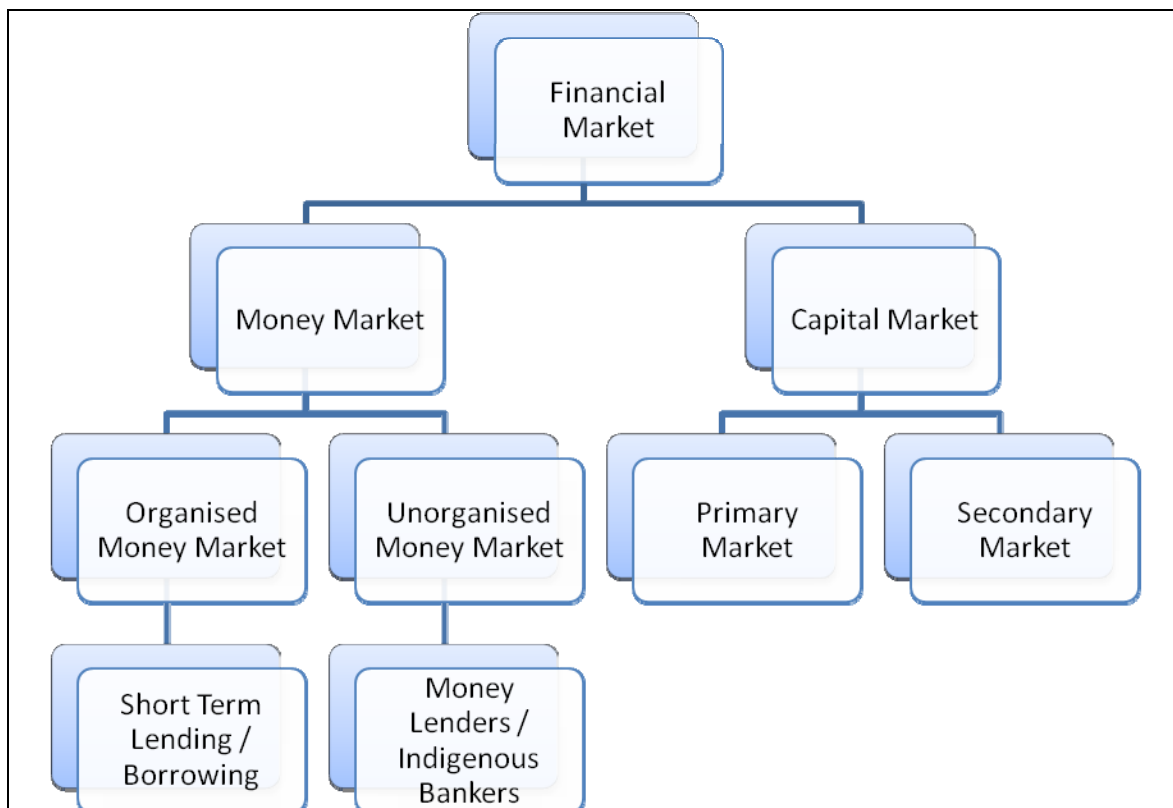 Financial
Market
Money Market
Capital Market
Organised
Money Market
Unorganised
Money Market
Primary
Market
Secondary
Market
Short Term
Lending /
Borrowing
Money
Lenders /
Indigenous
Bankers